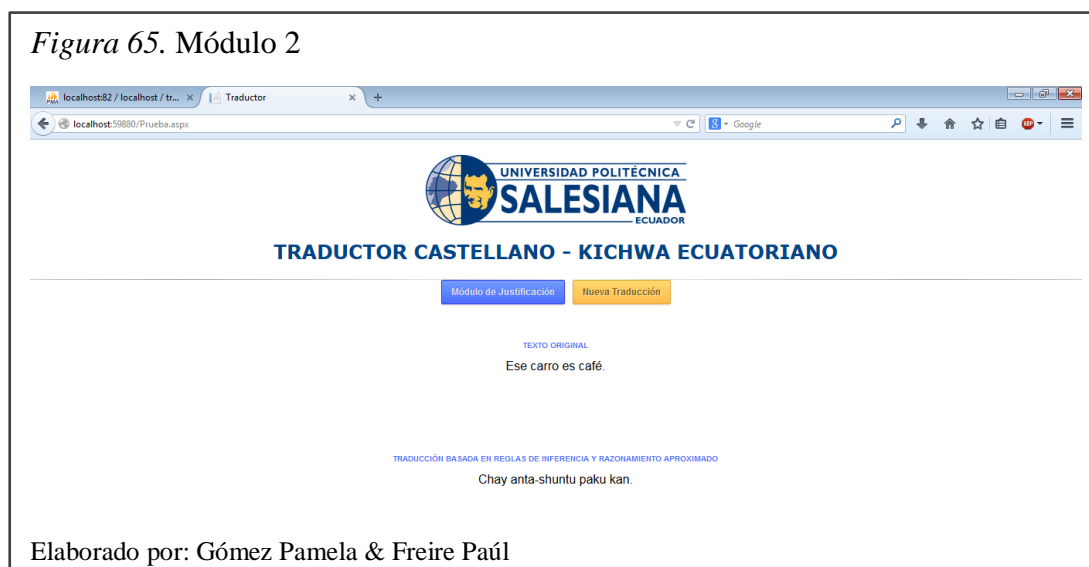 Figura 65. Módulo 2
localhost:82 / localhost / tr... × Traductor × +
localhost:59880/Prueba.aspx Google ABP
UNIVERSIDAD POLITÉCNICA
SALESIANA
ECUADOR
TRADUCTOR CASTELLANO - KICHWA ECUATORIANO
Módulo de Justificación Nueva Traducción
TEXTO ORIGINAL
Ese carro es café.
TRADUCCIÓN BASADA EN REGLAS DE INFERENCIA Y RAZONAMIENTO APROXIMADO
Chay anta-shuntu paku kan.
Elaborado por: Gómez Pamela & Freire Paúl